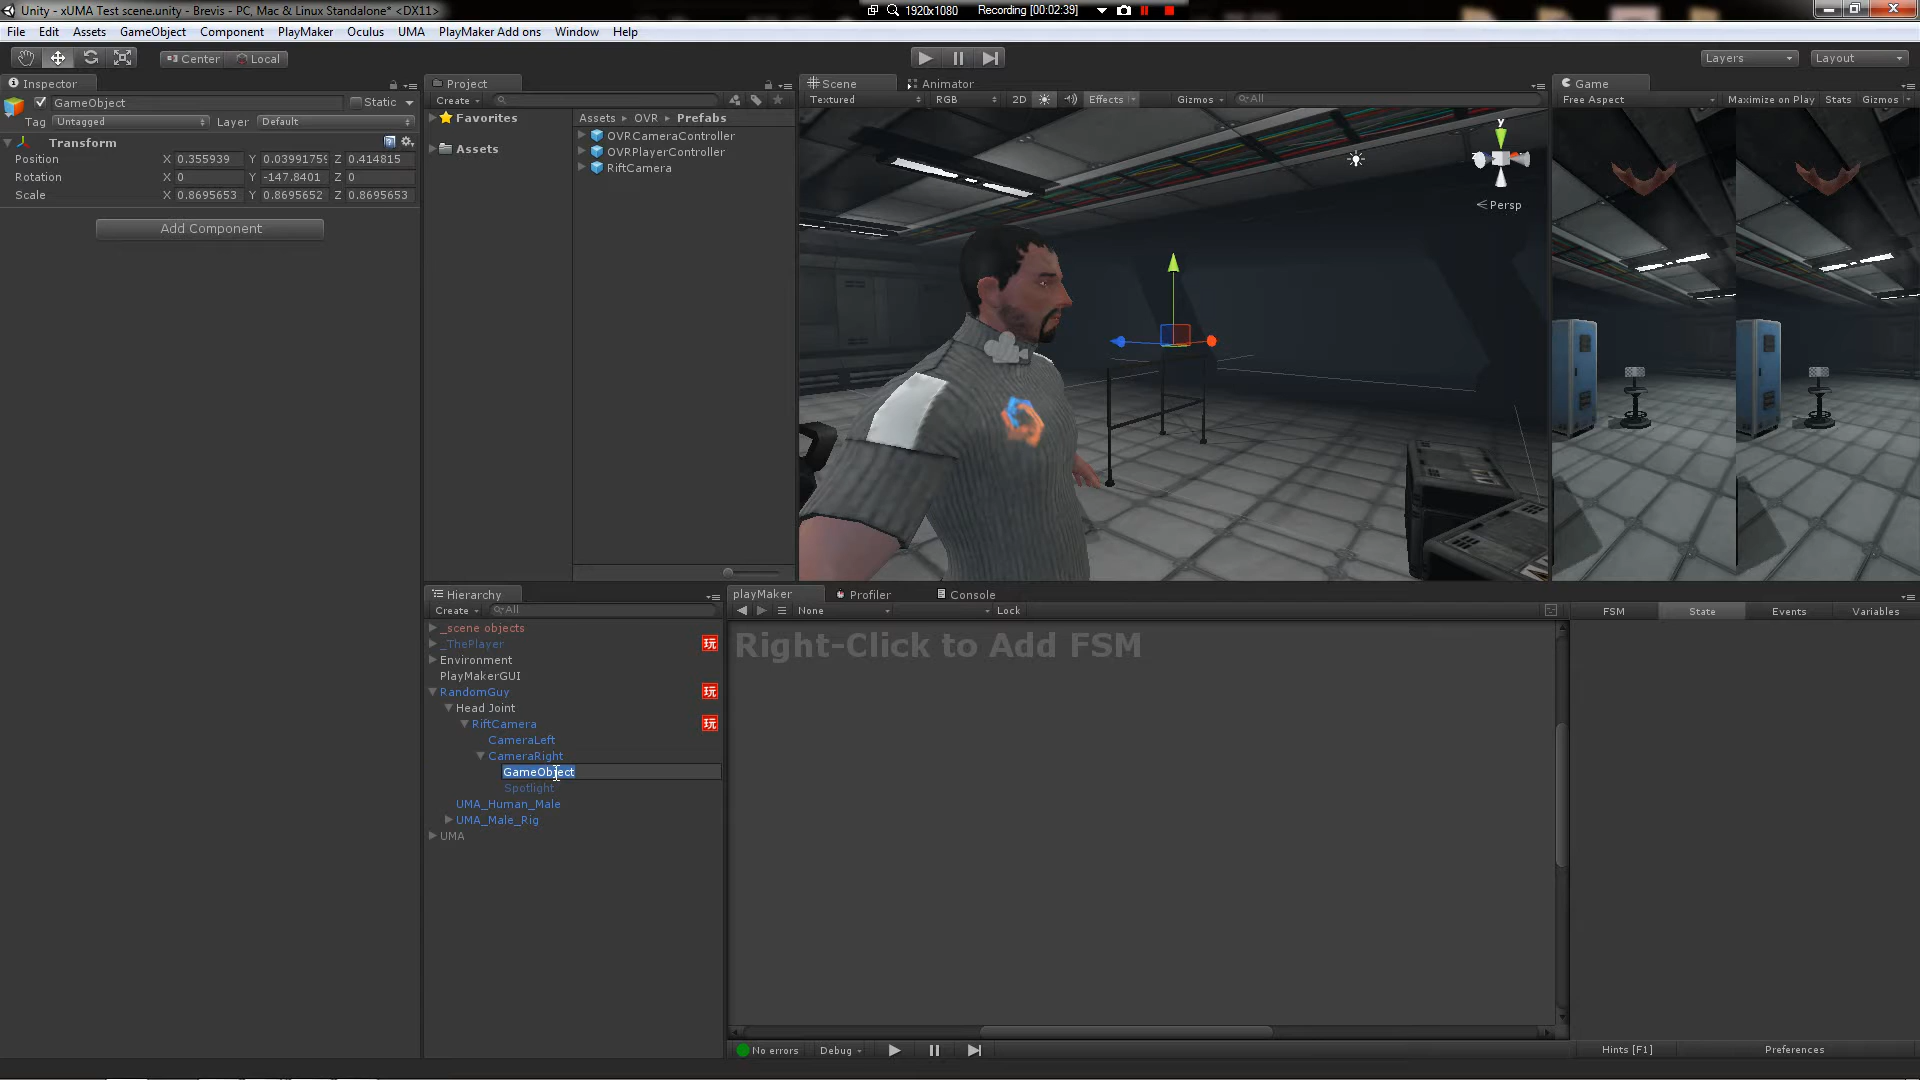 Unity - xUMA Test scene.unity - Brevis - PC, Mac & Linux Standalone* <DX11>
1920x1080 Recording [00:02:39]
File Edit Assets GameObject Component PlayMaker Oculus UMA PlayMaker Add ons Window Help
Center Local
Layers Layout
Inspector
GameObject Static
Tag Untagged Layer Default
Transform
Position X 0.355939 Y 0.0399175 Z 0.414815
Rotation X 0 Y -147.8401 Z 0
Scale X 0.8695653 Y 0.8695652 Z 0.8695653
Add Component
Project
Create
Favorites
Assets
Assets OVR Prefabs
OVRCameraController
OVRPlayerController
RiftCamera
Scene Animator
Textured RGB 2D Effects Gizmos All
y
Persp
Game
Free Aspect Maximize on Play Stats Gizmos
Hierarchy
Create All
_scene objects
_ThePlayer 玩
Environment
PlayMakerGUI
RandomGuy 玩
Head Joint
RiftCamera 玩
CameraLeft
CameraRight
GameObject
Spotlight
UMA_Human_Male
UMA_Male_Rig
UMA
playMaker Profiler Console
None Lock
Right-Click to Add FSM
FSM State Events Variables
No errors Debug
Hints [F1] Preferences